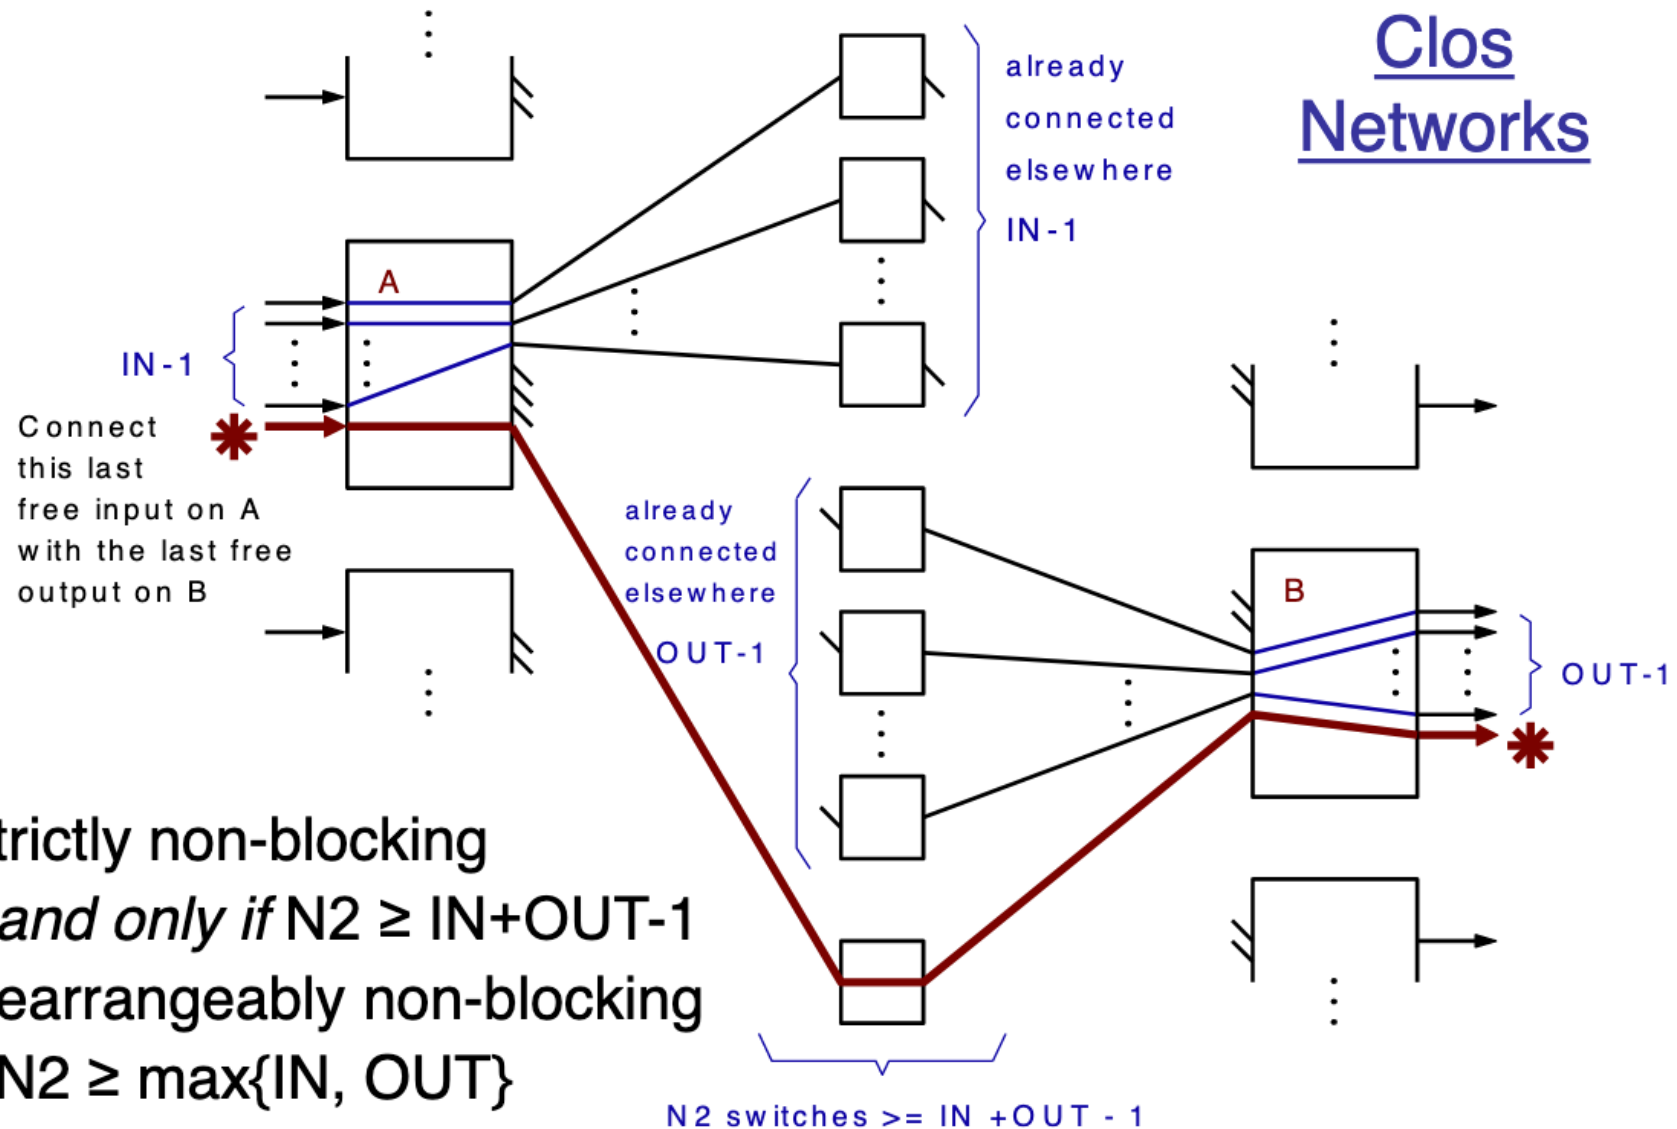 Clos
Networks
already
connected
elsewhere
IN-1
A
IN-1
Connect
this last
free input on A
with the last free
output on B
already
connected
elsewhere
OUT-1
B
OUT-1
trictly non-blocking
and only if N2 ≥ IN+OUT-1
earrangeably non-blocking
N2 ≥ max{IN, OUT}
N2 switches >= IN +OUT - 1